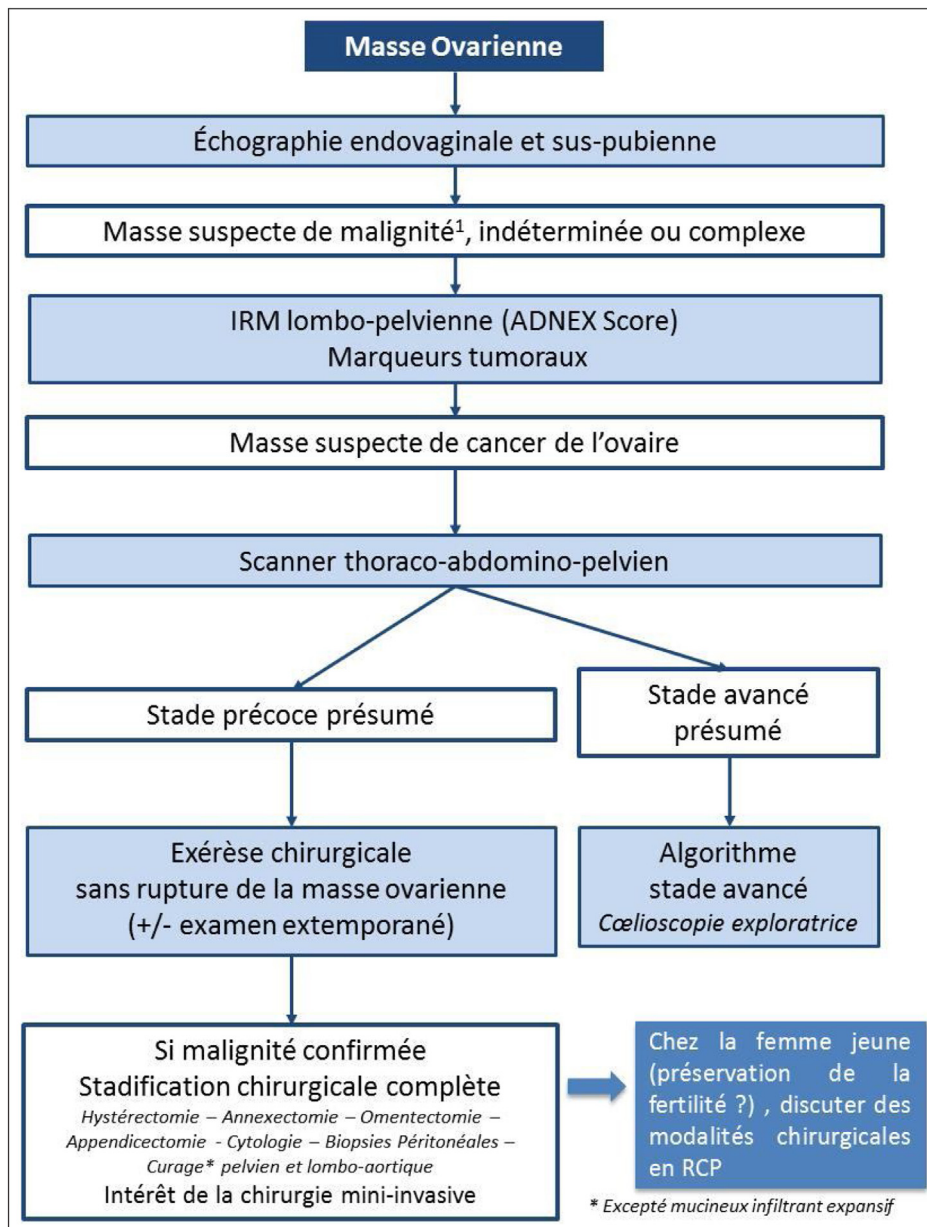 Masse Ovarienne
Échographie endovaginale et sus-pubienne
Masse suspecte de malignité¹, indéterminée ou complexe
IRM lombo-pelvienne (ADNEX Score)
Marqueurs tumoraux
Masse suspecte de cancer de l'ovaire
Scanner thoraco-abdomino-pelvien
Stade précoce présumé
Stade avancé
présumé
Exérèse chirurgicale
sans rupture de la masse ovarienne
(+/- examen extemporané)
Algorithme
stade avancé
Cœlioscopie exploratrice
Si malignité confirmée
Stadification chirurgicale complète
Hystérectomie – Annexectomie – Omentectomie –
Appendicectomie - Cytologie – Biopsies Péritonéales –
Curage* pelvien et lombo-aortique
Intérêt de la chirurgie mini-invasive
Chez la femme jeune
(préservation de la
fertilité ?) , discuter des
modalités chirurgicales
en RCP
* Excepté mucineux infiltrant expansif